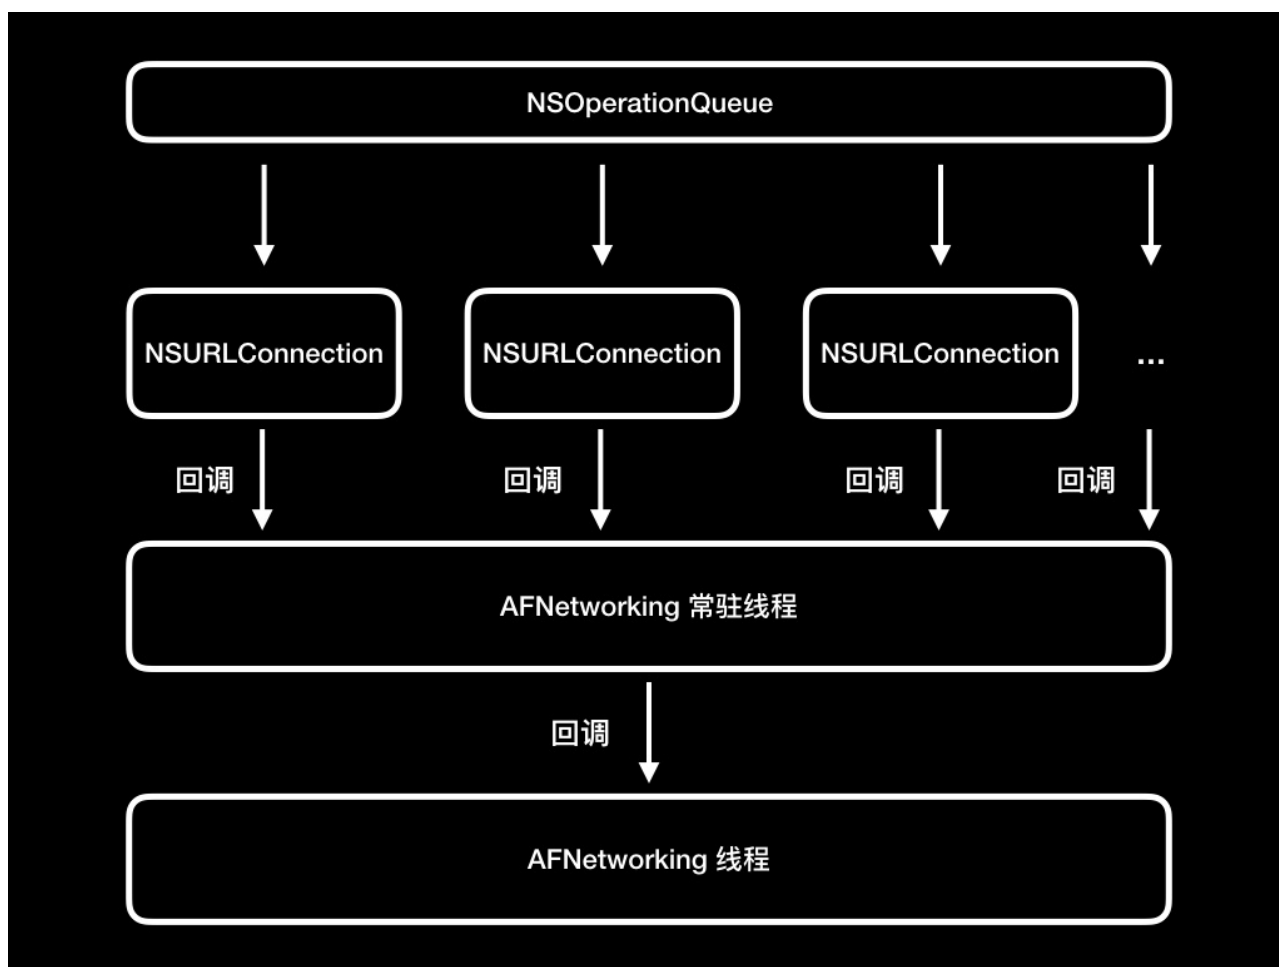 NSOperationQueue
NSURLConnection
NSURLConnection
NSURLConnection
...
回调
回调
回调
回调
AFNetworking 常驻线程
回调
AFNetworking 线程